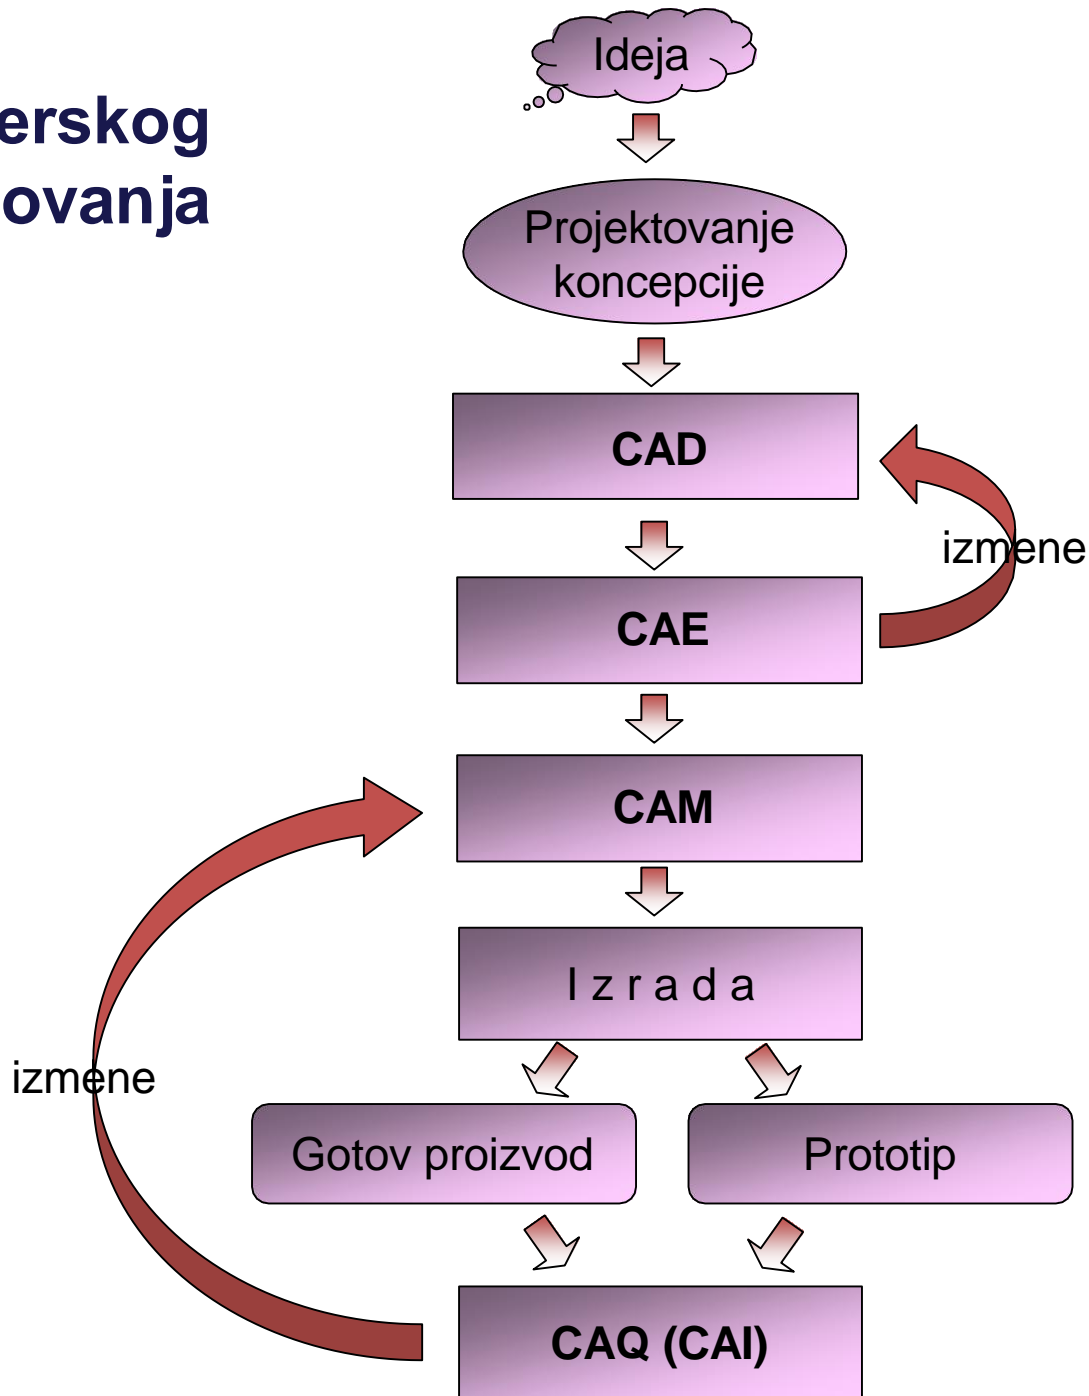 Ideja
erskog
ovanja
Projektovanje
koncepcije
CAD
izmene
CAE
CAM
I z r a d a
izmene
Gotov proizvod
Prototip
CAQ (CAI)